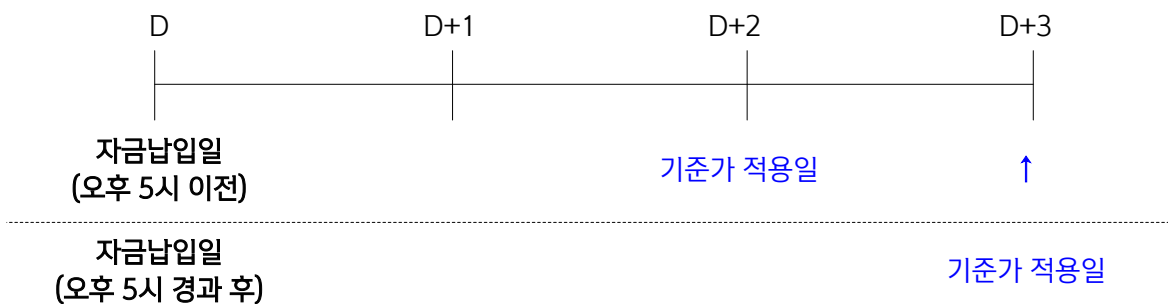 D D+1 D+2 D+3
자금납입일
(오후 5시 이전)
기준가 적용일 ↑
자금납입일
(오후 5시 경과 후)
기준가 적용일